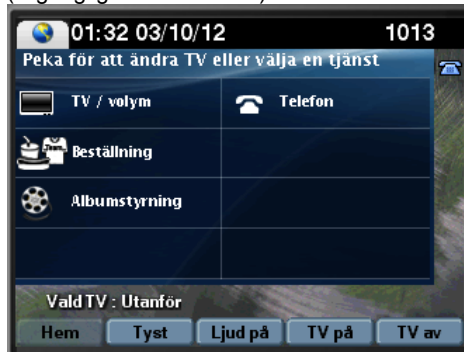 01:32 03/10/12 1013
Peka för att ändra TV eller välja en tjänst
TV / volym Telefon
Beställning
Albumstyrning
Vald TV : Utanför
Hem Tyst Ljud på TV på TV av